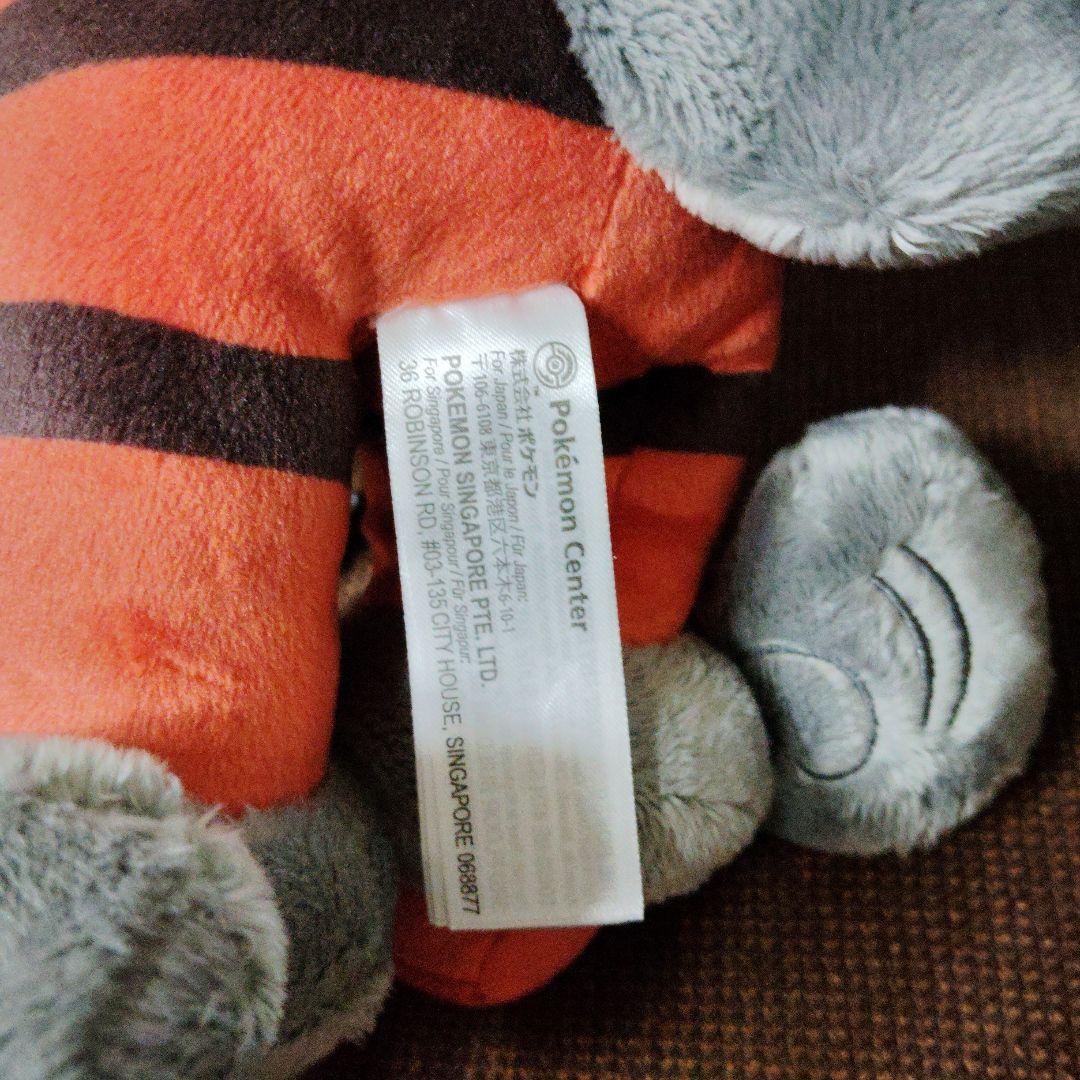 Pokémon Center
™
株式会社 ポケモン
For Japan / Pour le Japon / Für Japan:
〒106-6108 東京都港区六本木6-10-1
POKEMON SINGAPORE PTE. LTD.
For Singapore / Pour Singapour / Für Singapur:
36 ROBINSON RD, #03-135 CITY HOUSE, SINGAPORE 068877